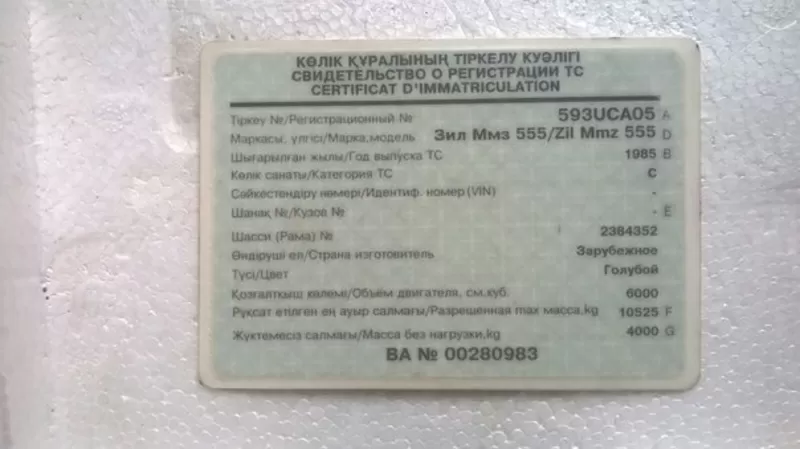 КӨЛІК ҚҰРАЛЫНЫҢ ТІРКЕЛУ КУӘЛІГІ
СВИДЕТЕЛЬСТВО О РЕГИСТРАЦИИ ТС
CERTIFICAT D'IMMATRICULATION
Тіркеу №/Регистрационный № 593UCA05 A
Маркасы, үлгісі/Марка,модель Зил Ммз 555/Zil Mmz 555 D
Шығарылған жылы/Год выпуска ТС 1985 B
Көлік санаты/Категория ТС C
Сәйкестендіру нөмері/Идентиф. номер (VIN) -
Шанақ №/Кузов № - E
Шасси (Рама) № 2384352
Өндіруші ел/Страна изготовитель Зарубежное
Түсі/Цвет Голубой
Қозғалтқыш көлемі/Объем двигателя, см.куб. 6000
Рұқсат етілген ең ауыр салмағы/Разрешенная max масса,kg 10525 F
Жүктемесіз салмағы/Масса без нагрузки,kg 4000 G
BA № 00280983